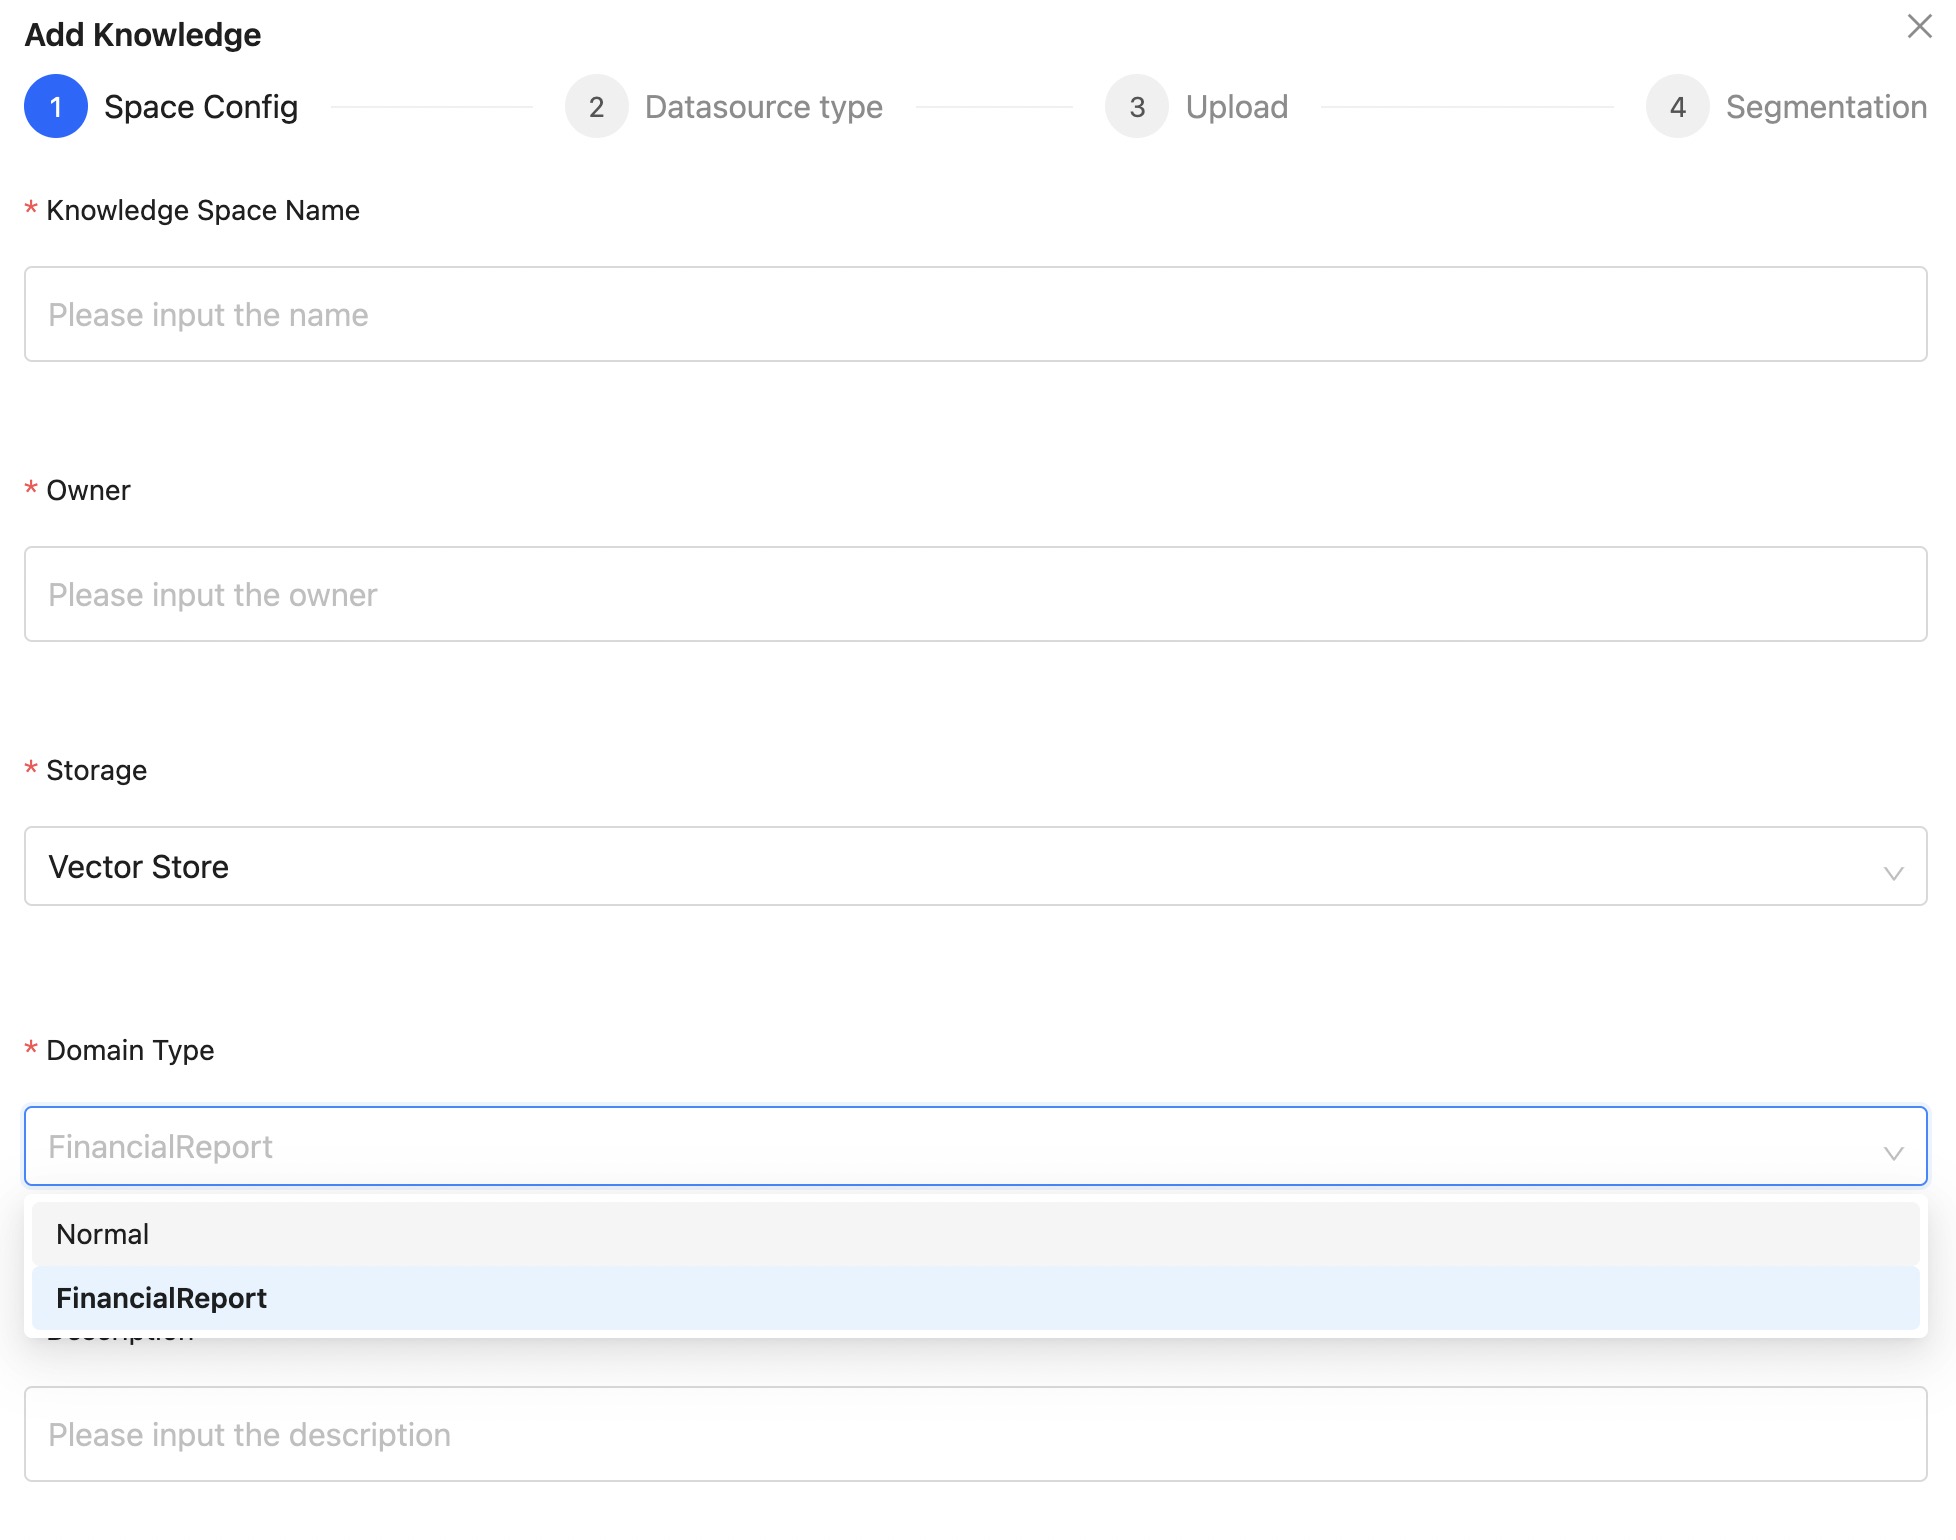 Add Knowledge
1 Space Config 2 Datasource type 3 Upload 4 Segmentation
* Knowledge Space Name
Please input the name
* Owner
Please input the owner
* Storage
Vector Store
* Domain Type
FinancialReport
Normal
FinancialReport
Description
Please input the description